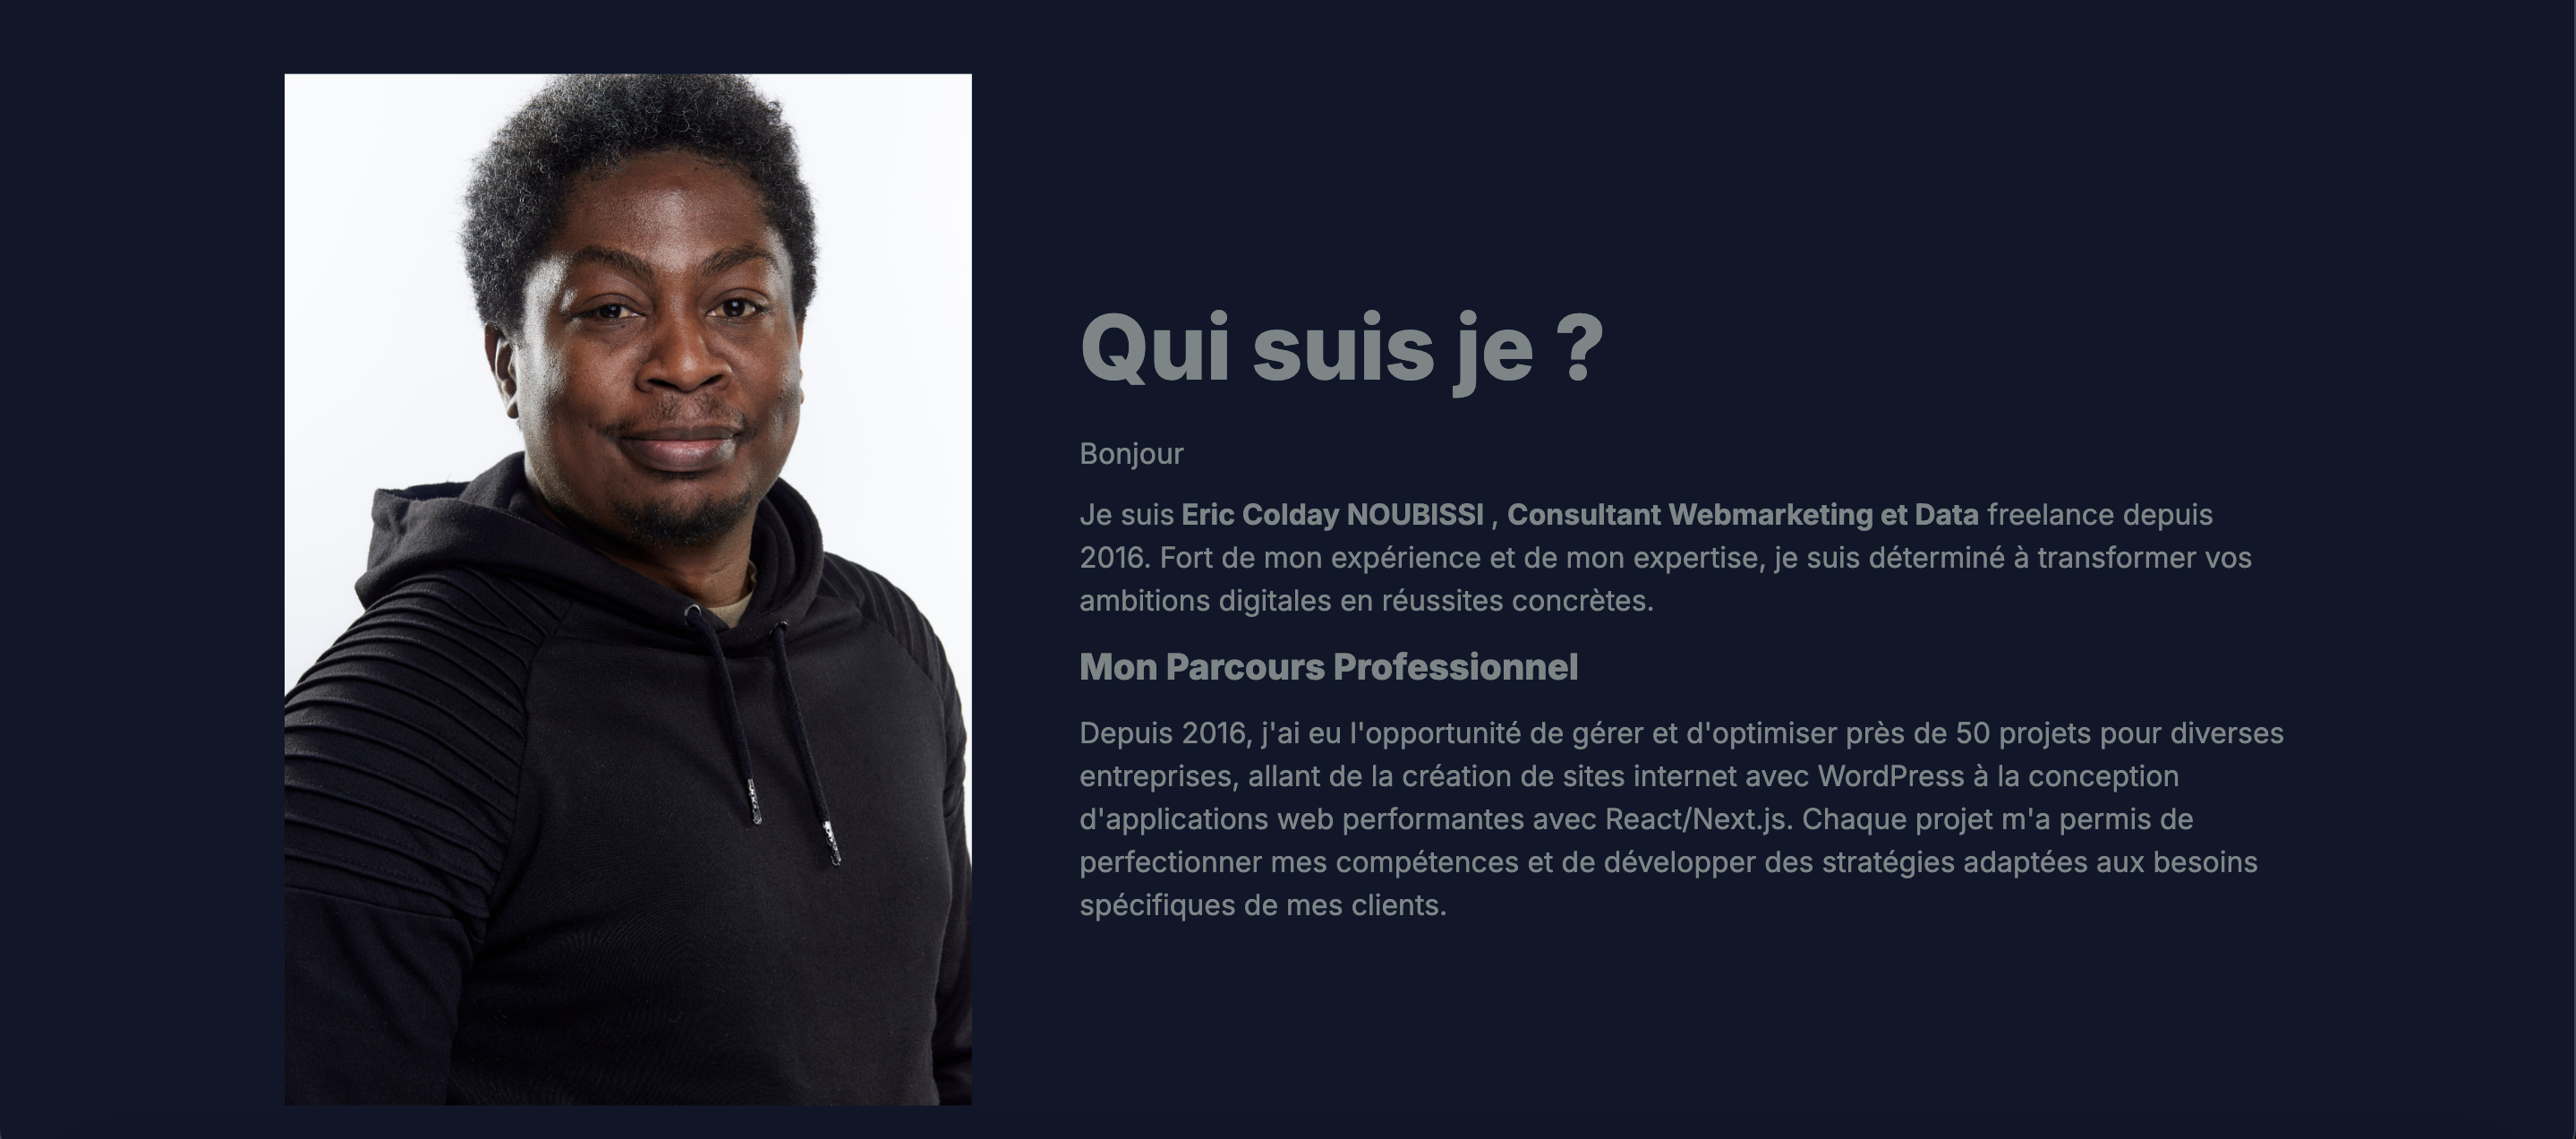 Qui suis je ?
Bonjour
Je suis Eric Colday NOUBISSI , Consultant Webmarketing et Data freelance depuis
2016. Fort de mon expérience et de mon expertise, je suis déterminé à transformer vos
ambitions digitales en réussites concrètes.
Mon Parcours Professionnel
Depuis 2016, j'ai eu l'opportunité de gérer et d'optimiser près de 50 projets pour diverses
entreprises, allant de la création de sites internet avec WordPress à la conception
d'applications web performantes avec React/Next.js. Chaque projet m'a permis de
perfectionner mes compétences et de développer des stratégies adaptées aux besoins
spécifiques de mes clients.